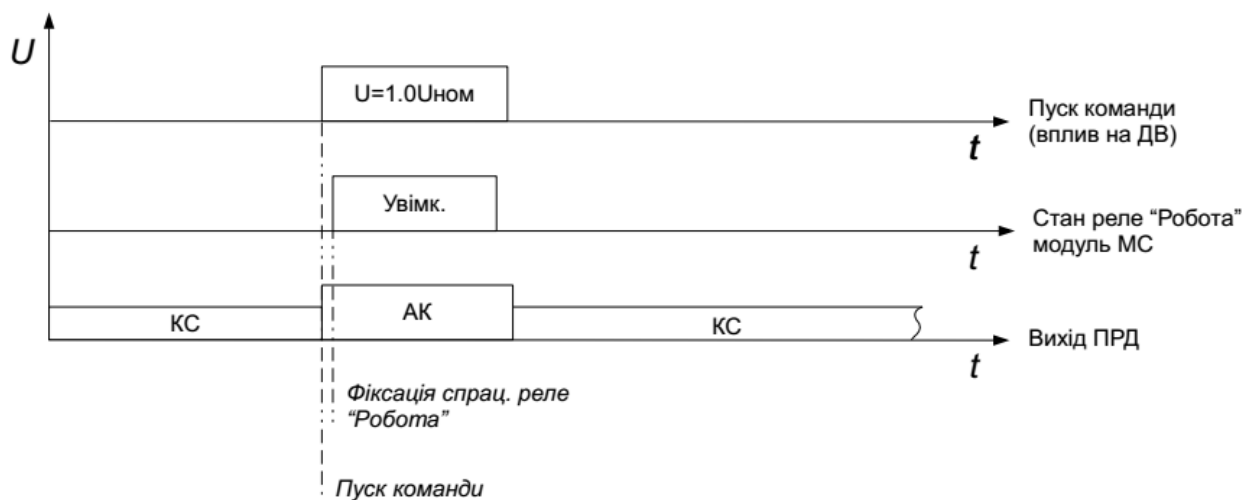 U
U=1.0Uном
Пуск команди
(вплив на ДВ)
t
Увімк.
Стан реле “Робота”
модуль МС
t
КС
АК
КС
Вихід ПРД
t
Фіксація спрац. реле
“Робота”
Пуск команди